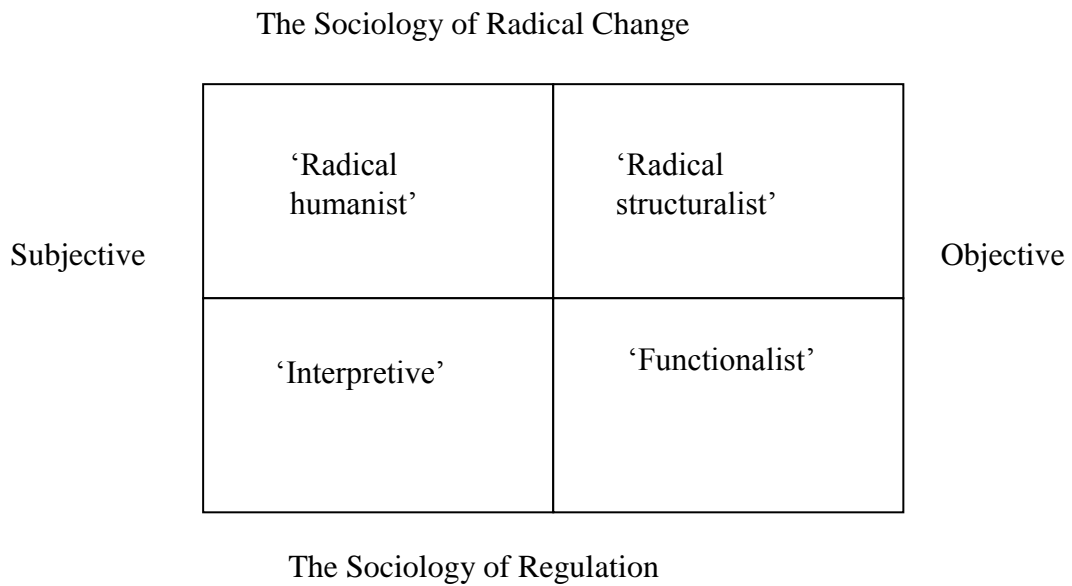 The Sociology of Radical Change
‘Radical
humanist’
‘Radical
structuralist’
Subjective
Objective
‘Interpretive’
‘Functionalist’
The Sociology of Regulation